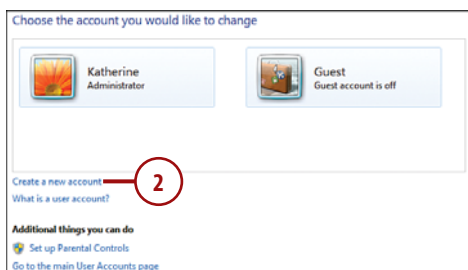 Choose the account you would like to change
Katherine
Administrator
Guest
Guest account is off
Create a new account
2
What is a user account?
Additional things you can do
Set up Parental Controls
Go to the main User Accounts page